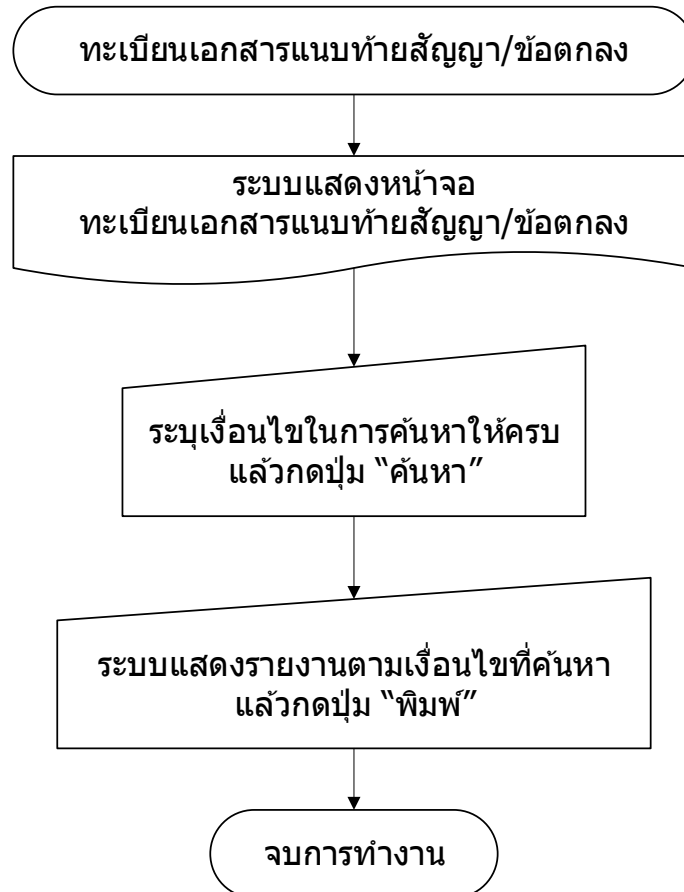 ทะเบียนเอกสารแนบท้ายสัญญา/ข้อตกลง
ระบบแสดงหน้าจอ
ทะเบียนเอกสารแนบท้ายสัญญา/ข้อตกลง
ระบุเงื่อนไขในการค้นหาให้ครบ
แล้วกดปุ่ม “ค้นหา”
ระบบแสดงรายงานตามเงื่อนไขที่ค้นหา
แล้วกดปุ่ม “พิมพ์”
จบการทำงาน